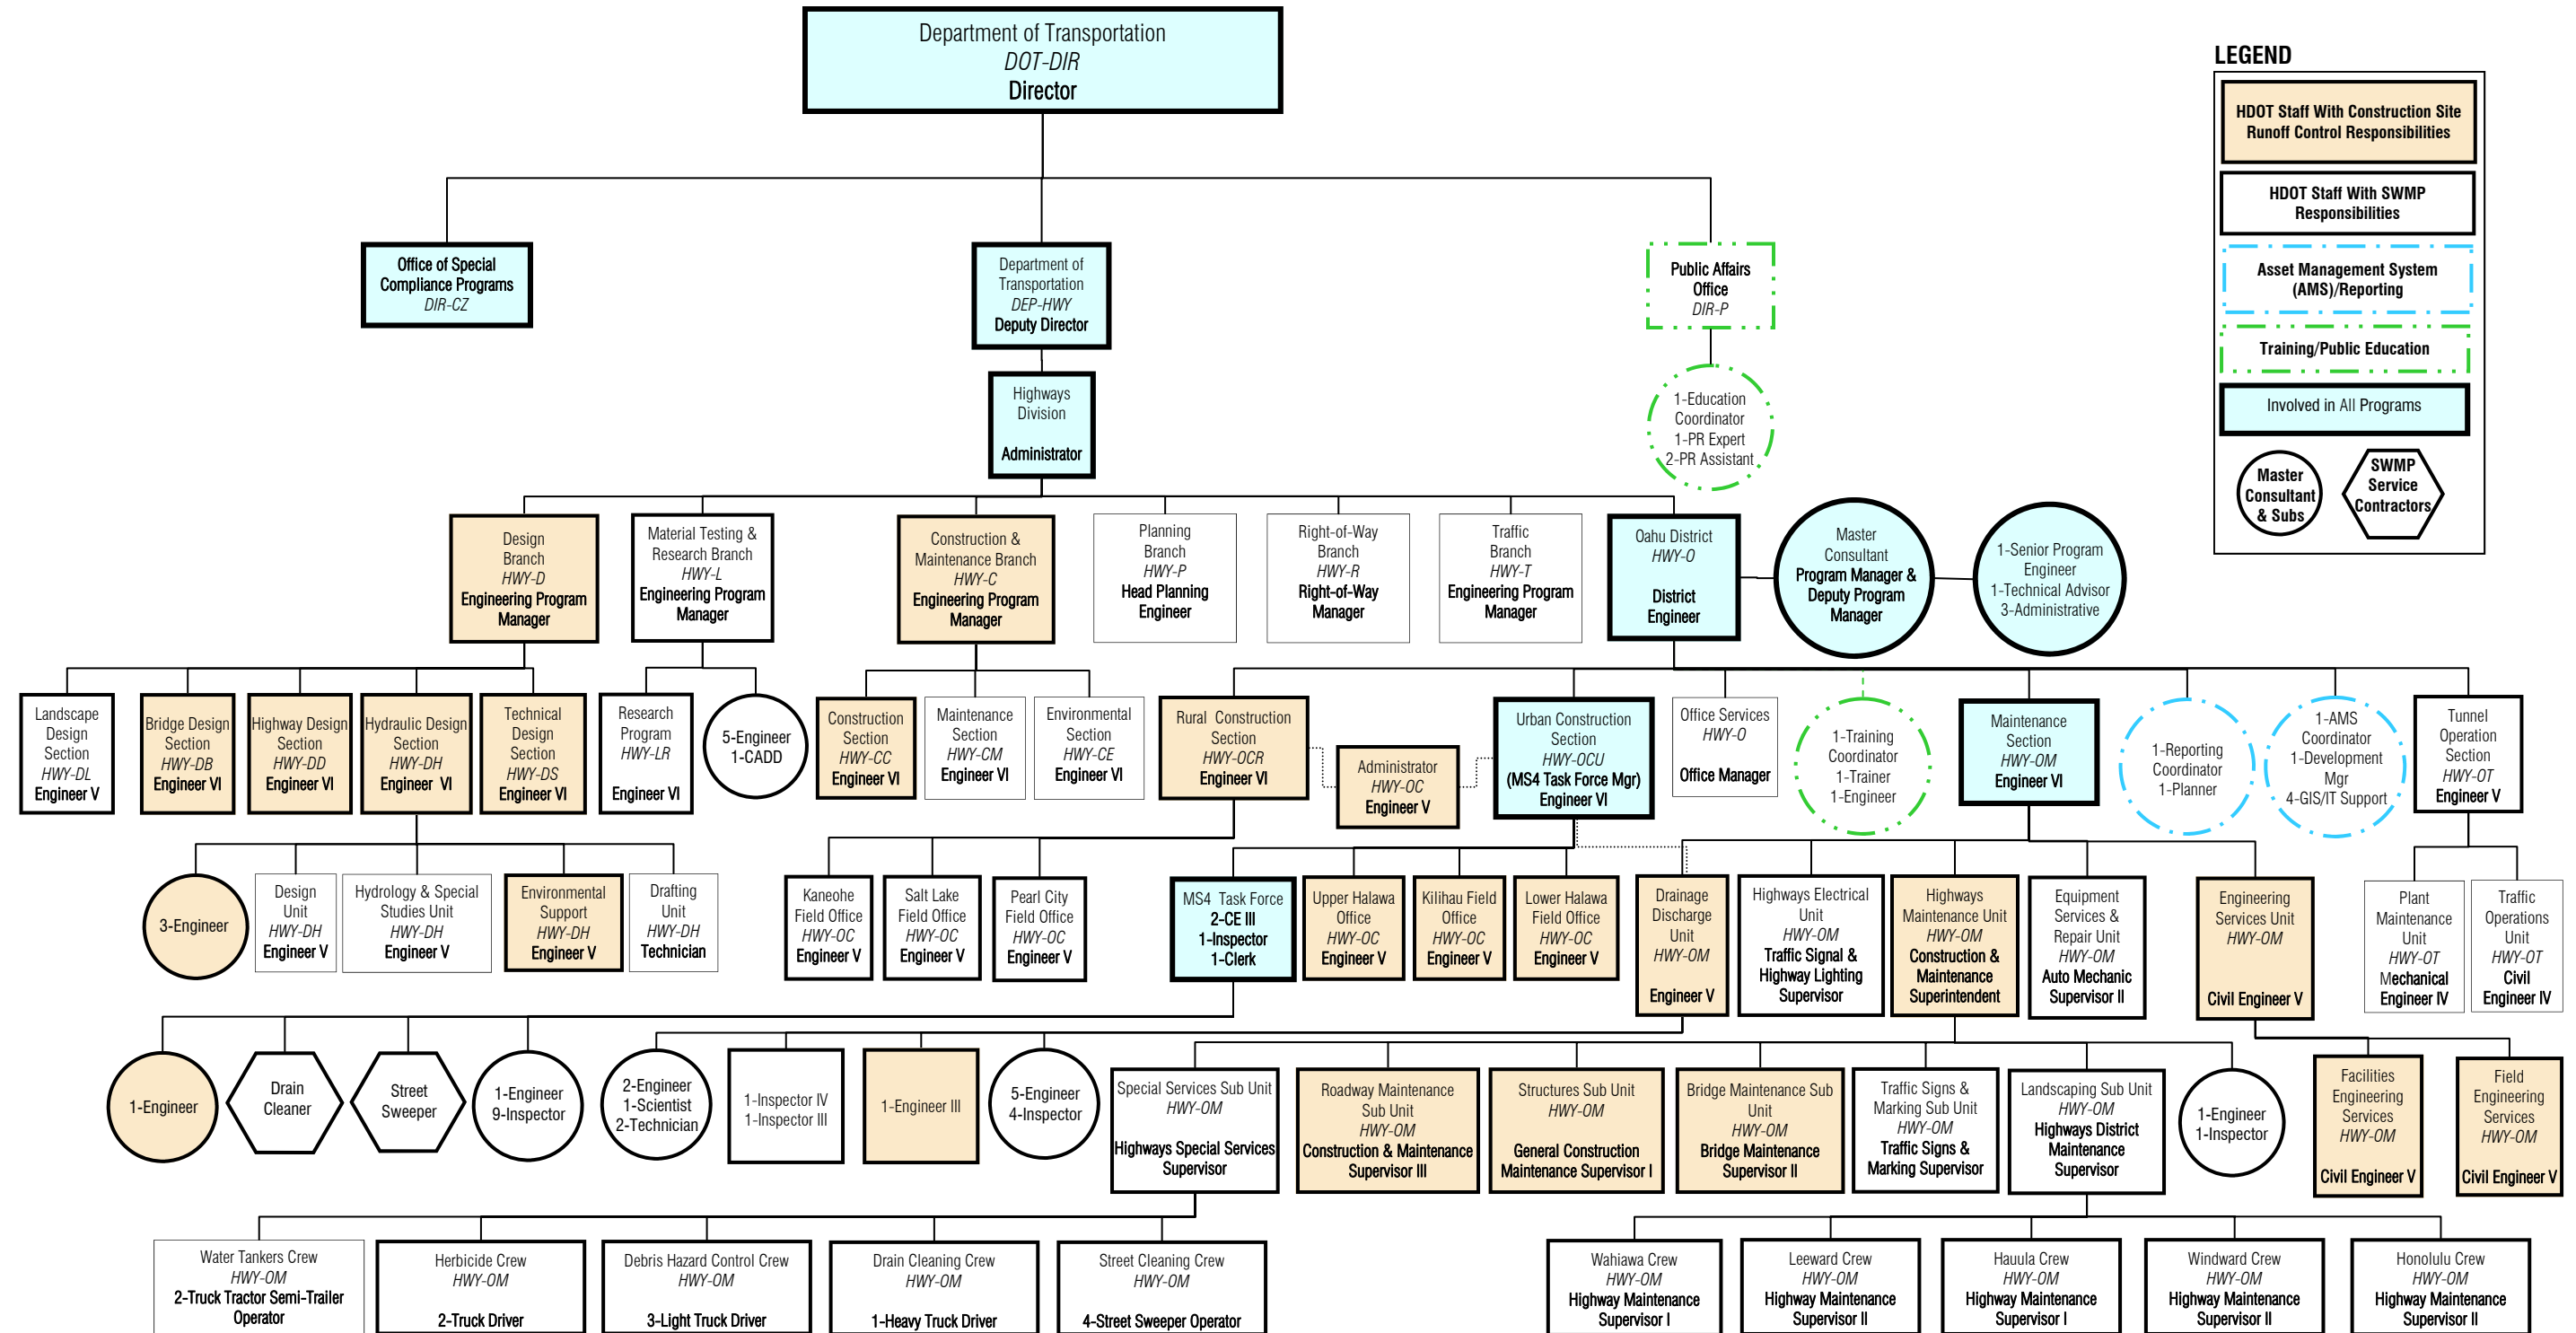 Department of Transportation
DOT-DIR
Director
LEGEND
HDOT Staff With Construction Site
Runoff Control Responsibilities
HDOT Staff With SWMP
Responsibilities
Asset Management System
(AMS)/Reporting
Training/Public Education
Involved in All Programs
Master
Consultant
& Subs
SWMP
Service
Contractors
Office of Special
Compliance Programs
DIR-CZ
Department of
Transportation
DEP-HWY
Deputy Director
Public Affairs
Office
DIR-P
Highways
Division
Administrator
1-Education
Coordinator
1-PR Expert
2-PR Assistant
Design
Branch
HWY-D
Engineering Program
Manager
Material Testing &
Research Branch
HWY-L
Engineering Program
Manager
Construction &
Maintenance Branch
HWY-C
Engineering Program
Manager
Planning
Branch
HWY-P
Head Planning
Engineer
Right-of-Way
Branch
HWY-R
Right-of-Way
Manager
Traffic
Branch
HWY-T
Engineering Program
Manager
Oahu District
HWY-O
District
Engineer
Master
Consultant
Program Manager &
Deputy Program
Manager
1-Senior Program
Engineer
1-Technical Advisor
3-Administrative
Landscape
Design
Section
HWY-DL
Engineer V
Bridge Design
Section
HWY-DB
Engineer VI
Highway Design
Section
HWY-DD
Engineer VI
Hydraulic Design
Section
HWY-DH
Engineer VI
Technical
Design
Section
HWY-DS
Engineer VI
Research
Program
HWY-LR
Engineer VI
5-Engineer
1-CADD
Construction
Section
HWY-CC
Engineer VI
Maintenance
Section
HWY-CM
Engineer VI
Environmental
Section
HWY-CE
Engineer VI
Rural Construction
Section
HWY-OCR
Engineer VI
Administrator
HWY-OC
Engineer V
Urban Construction
Section
HWY-OCU
(MS4 Task Force Mgr)
Engineer VI
Office Services
HWY-O
Office Manager
1-Training
Coordinator
1-Trainer
1-Engineer
Maintenance
Section
HWY-OM
Engineer VI
1-Reporting
Coordinator
1-Planner
1-AMS
Coordinator
1-Development
Mgr
4-GIS/IT Support
Tunnel
Operation
Section
HWY-OT
Engineer V
3-Engineer
Design
Unit
HWY-DH
Engineer V
Hydrology & Special
Studies Unit
HWY-DH
Engineer V
Environmental
Support
HWY-DH
Engineer V
Drafting
Unit
HWY-DH
Technician
Kaneohe
Field Office
HWY-OC
Engineer V
Salt Lake
Field Office
HWY-OC
Engineer V
Pearl City
Field Office
HWY-OC
Engineer V
MS4 Task Force
2-CE III
1-Inspector
1-Clerk
Upper Halawa
Office
HWY-OC
Engineer V
Kilihau Field
Office
HWY-OC
Engineer V
Lower Halawa
Field Office
HWY-OC
Engineer V
Drainage
Discharge
Unit
HWY-OM
Engineer V
Highways Electrical
Unit
HWY-OM
Traffic Signal &
Highway Lighting
Supervisor
Highways
Maintenance Unit
HWY-OM
Construction &
Maintenance
Superintendent
Equipment
Services &
Repair Unit
HWY-OM
Auto Mechanic
Supervisor II
Engineering
Services Unit
HWY-OM
Civil Engineer V
Plant
Maintenance
Unit
HWY-OT
Mechanical
Engineer IV
Traffic
Operations
Unit
HWY-OT
Civil
Engineer IV
1-Engineer
Drain
Cleaner
Street
Sweeper
1-Engineer
9-Inspector
2-Engineer
1-Scientist
2-Technician
1-Inspector IV
1-Inspector III
1-Engineer III
5-Engineer
4-Inspector
Special Services Sub Unit
HWY-OM
Highways Special Services
Supervisor
Roadway Maintenance
Sub Unit
HWY-OM
Construction & Maintenance
Supervisor III
Structures Sub Unit
HWY-OM
General Construction
Maintenance Supervisor I
Bridge Maintenance Sub
Unit
HWY-OM
Bridge Maintenance
Supervisor II
Traffic Signs &
Marking Sub Unit
HWY-OM
Traffic Signs &
Marking Supervisor
Landscaping Sub Unit
HWY-OM
Highways District
Maintenance
Supervisor
1-Engineer
1-Inspector
Facilities
Engineering
Services
HWY-OM
Civil Engineer V
Field
Engineering
Services
HWY-OM
Civil Engineer V
Water Tankers Crew
HWY-OM
2-Truck Tractor Semi-Trailer
Operator
Herbicide Crew
HWY-OM
2-Truck Driver
Debris Hazard Control Crew
HWY-OM
3-Light Truck Driver
Drain Cleaning Crew
HWY-OM
1-Heavy Truck Driver
Street Cleaning Crew
HWY-OM
4-Street Sweeper Operator
Wahiawa Crew
HWY-OM
Highway Maintenance
Supervisor I
Leeward Crew
HWY-OM
Highway Maintenance
Supervisor II
Hauula Crew
HWY-OM
Highway Maintenance
Supervisor I
Windward Crew
HWY-OM
Highway Maintenance
Supervisor II
Honolulu Crew
HWY-OM
Highway Maintenance
Supervisor II